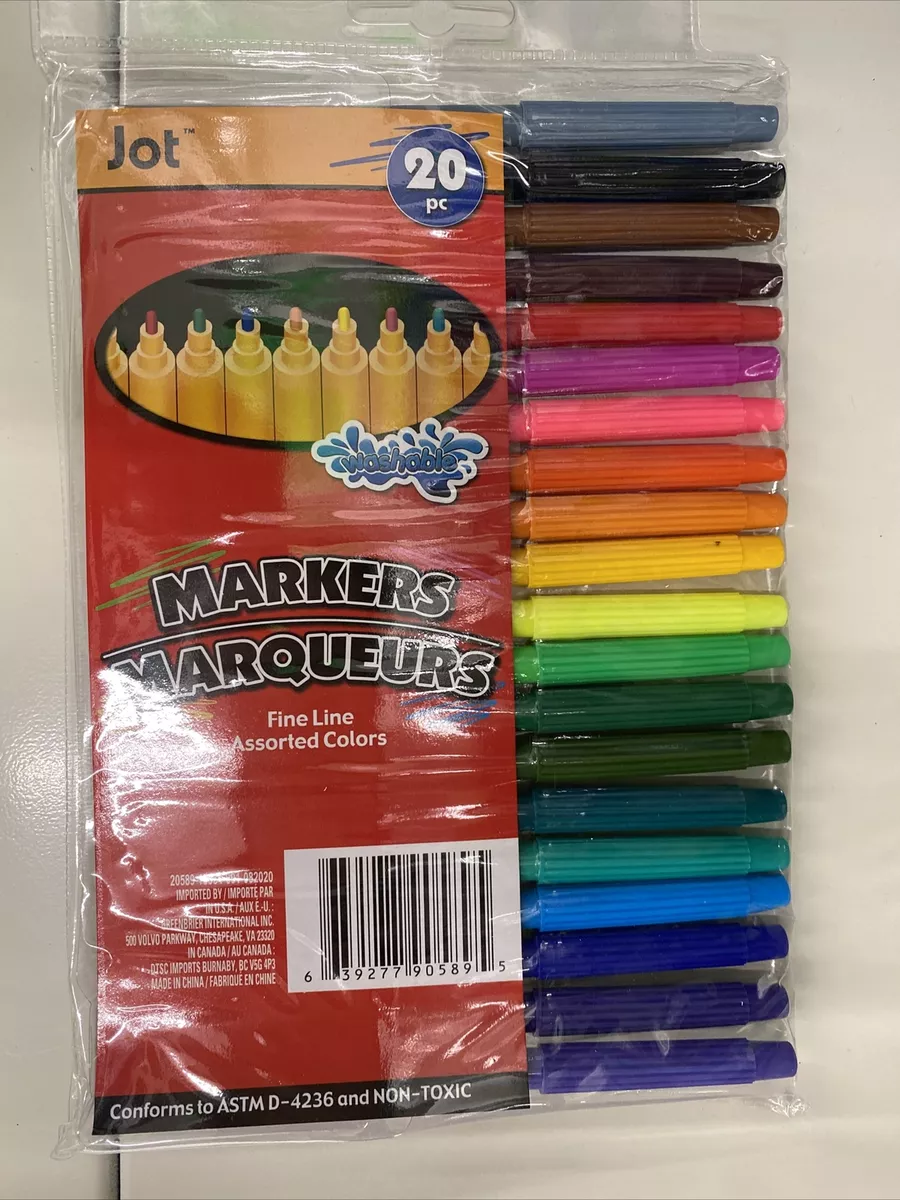 Jot™
20
pc
washable
MARKERS
MARQUEURS
Fine Line
Assorted Colors
IMPORTED BY / IMPORTE PAR
IN U.S.A. / AUX E.-U. :
GREENBRIER INTERNATIONAL INC.
500 VOLVO PARKWAY, CHESAPEAKE, VA 23320
IN CANADA / AU CANADA :
DTSC IMPORTS BURNABY, BC V5G 4P3
MADE IN CHINA / FABRIQUE EN CHINE
6 39277 90589 5
Conforms to ASTM D-4236 and NON-TOXIC